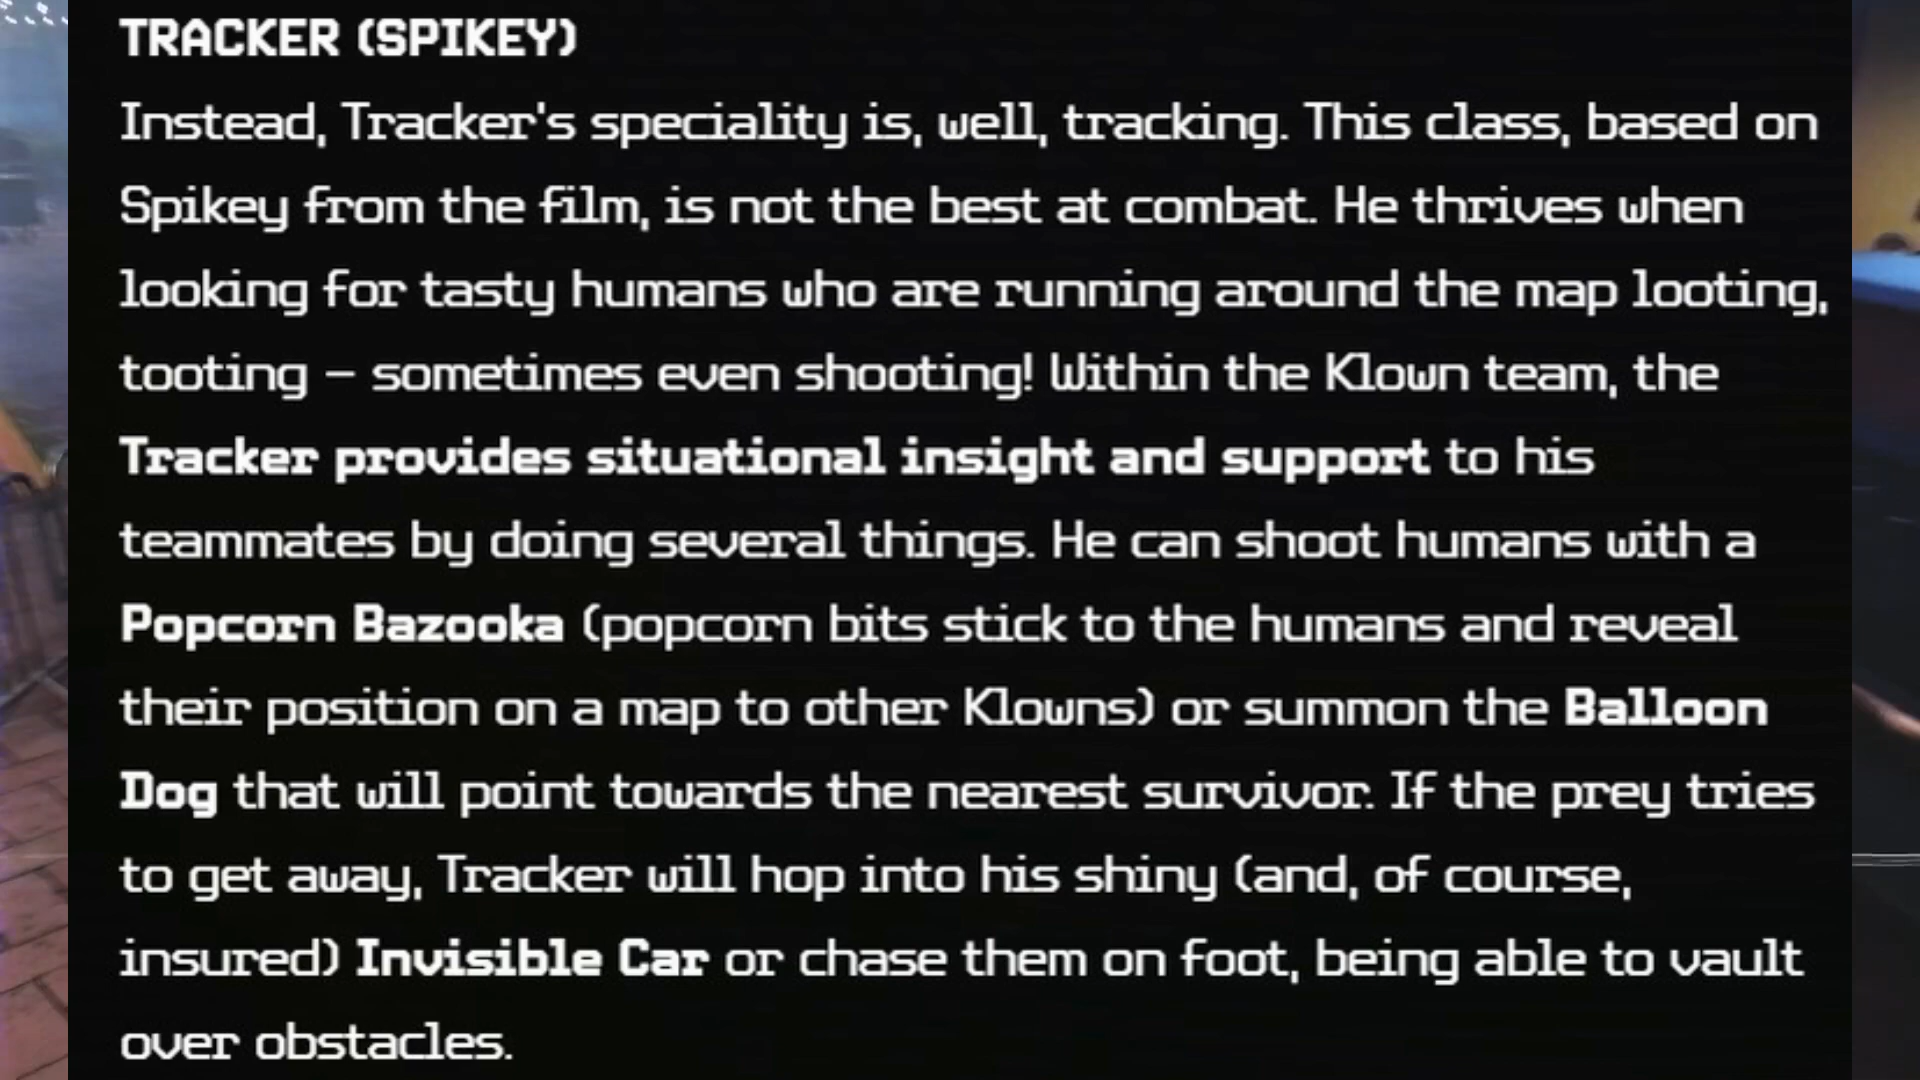 TRACKER (SPIKEY)
Instead, Tracker's speciality is, well, tracking. This class, based on
Spikey from the film, is not the best at combat. He thrives when
looking for tasty humans who are running around the map looting,
tooting – sometimes even shooting! Within the Klown team, the
Tracker provides situational insight and support to his
teammates by doing several things. He can shoot humans with a
Popcorn Bazooka (popcorn bits stick to the humans and reveal
their position on a map to other Klowns) or summon the Balloon
Dog that will point towards the nearest survivor. If the prey tries
to get away, Tracker will hop into his shiny (and, of course,
insured) Invisible Car or chase them on foot, being able to vault
over obstacles.